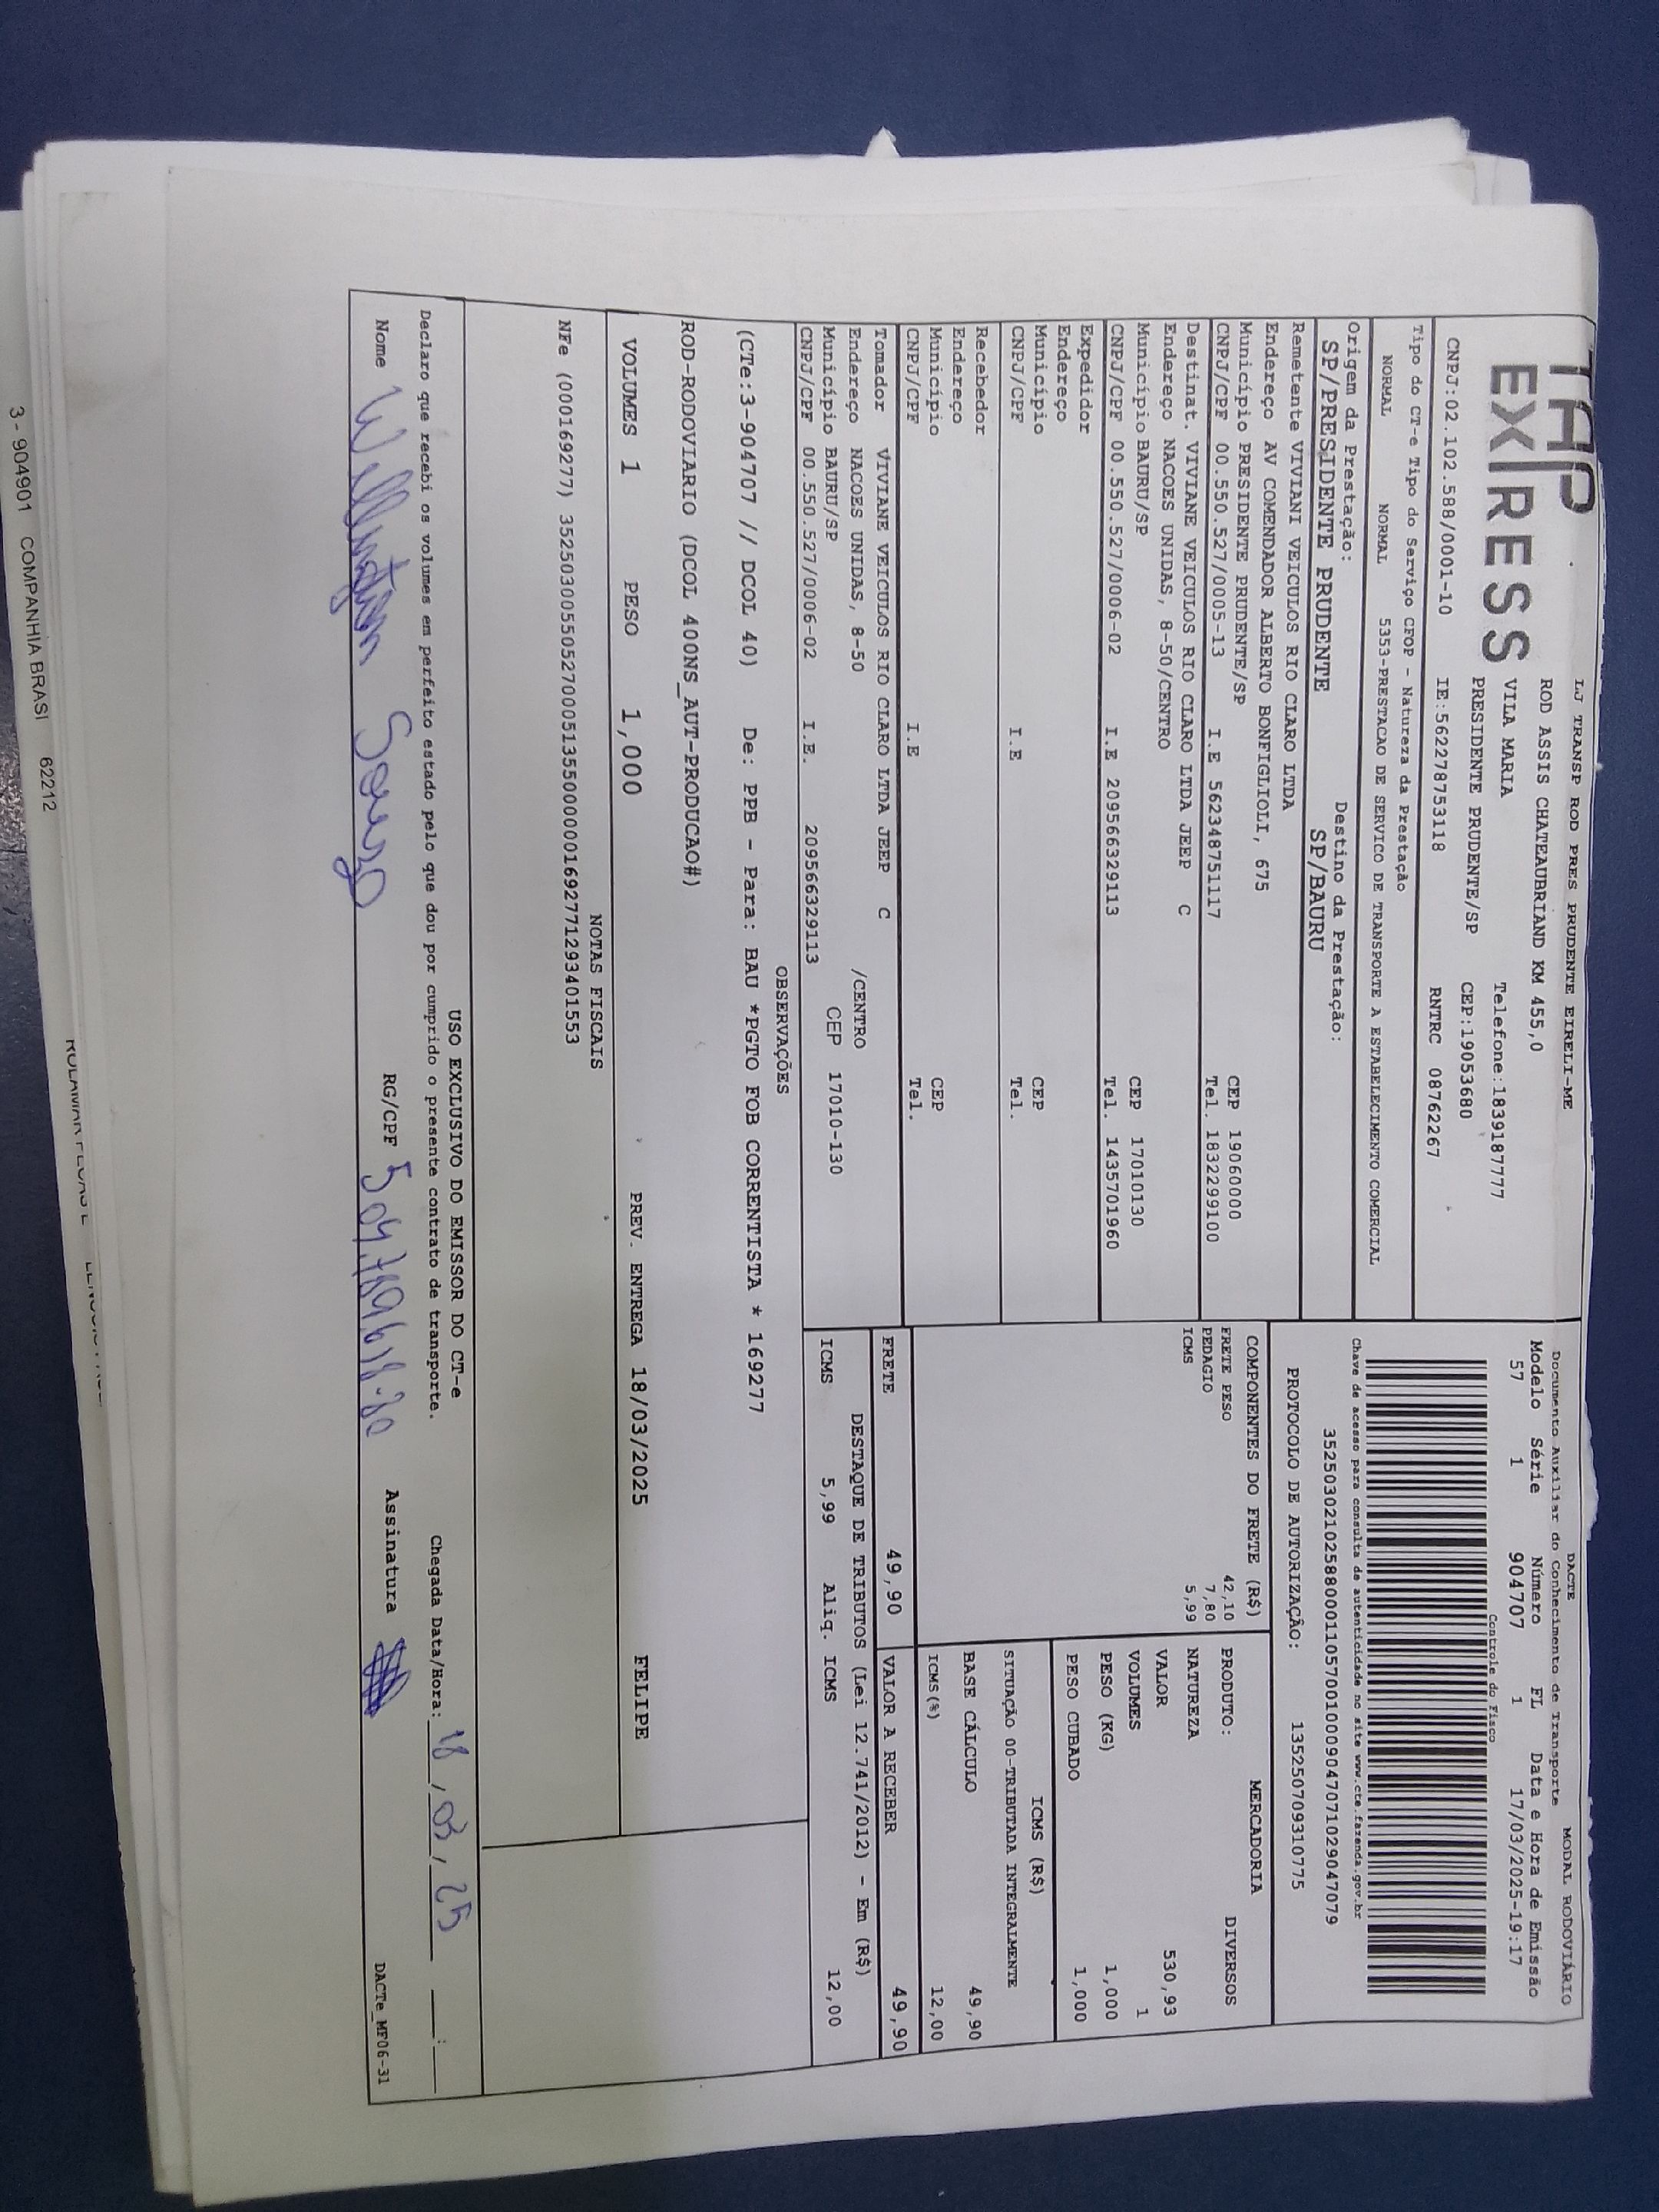 TAP
EXPRESS
LJ TRANSP ROD PRES PRUDENTE EIRELI-ME
ROD ASSIS CHATEAUBRIAND KM 455,0
VILA MARIA Telefone:1839187777
PRESIDENTE PRUDENTE/SP CEP:19053680
CNPJ:02.102.588/0001-10 IE:562278753118 RNTRC 08762267
DACTE MODAL RODOVIÁRIO
Documento Auxiliar do Conhecimento de Transporte
Modelo Série Número FL Data e Hora de Emissão
57 1 904707 1 17/03/2025-19:17
Controle do Fisco
Chave de acesso para consulta de autenticidade no site www.cte.fazenda.gov.br
35250302102588000110570010009047071029047079
PROTOCOLO DE AUTORIZAÇÃO: 135250709310775
Tipo do CT-e Tipo do Serviço CFOP - Natureza da Prestação
NORMAL NORMAL 5353-PRESTACAO DE SERVICO DE TRANSPORTE A ESTABELECIMENTO COMERCIAL
Origem da Prestação: Destino da Prestação:
SP/PRESIDENTE PRUDENTE SP/BAURU
Remetente VIVIANI VEICULOS RIO CLARO LTDA
Endereço AV COMENDADOR ALBERTO BONFIGLIOLI, 675
Município PRESIDENTE PRUDENTE/SP CEP 19060000
CNPJ/CPF 00.550.527/0005-13 I.E 562348751117 Tel. 1832299100
Destinat. VIVIANE VEICULOS RIO CLARO LTDA JEEP C
Endereço NACOES UNIDAS, 8-50/CENTRO
Município BAURU/SP CEP 17010130
CNPJ/CPF 00.550.527/0006-02 I.E 209566329113 Tel. 1435701960
Expedidor
Endereço
Município CEP
CNPJ/CPF I.E Tel.
Recebedor
Endereço
Município CEP
CNPJ/CPF I.E Tel.
Tomador VIVIANE VEICULOS RIO CLARO LTDA JEEP C
Endereço NACOES UNIDAS, 8-50 /CENTRO
Município BAURU/SP CEP 17010-130
CNPJ/CPF 00.550.527/0006-02 I.E. 209566329113
COMPONENTES DO FRETE (R$)
FRETE PESO 42,10
PEDAGIO 7,80
ICMS 5,99
MERCADORIA
PRODUTO: DIVERSOS
NATUREZA
VALOR 530,93
VOLUMES 1
PESO (KG) 1,000
PESO CUBADO 1,000
ICMS (R$)
SITUAÇÃO 00-TRIBUTADA INTEGRALMENTE
BASE CÁLCULO 49,90
ICMS(%) 12,00
FRETE 49,90 VALOR A RECEBER 49,90
DESTAQUE DE TRIBUTOS (Lei 12.741/2012) - Em (R$)
ICMS 5,99 Aliq. ICMS 12,00
OBSERVAÇÕES
(CTe:3-904707 // DCOL 40) De: PPB - Para: BAU *PGTO FOB CORRENTISTA * 169277
ROD-RODOVIARIO (DCOL 400NS_AUT-PRODUCAO#)
VOLUMES 1 PESO 1,000 PREV. ENTREGA 18/03/2025 FELIPE
NOTAS FISCAIS
NFe (000169277) 35250300550527000513550000001692771293401553
USO EXCLUSIVO DO EMISSOR DO CT-e
Declaro que recebi os volumes em perfeito estado pelo que dou por cumprido o presente contrato de transporte. Chegada Data/Hora: 18/03/25 :
Nome Souza RG/CPF Assinatura
DACTe_MF06-31
3- 904901 COMPANHIA BRASI 62212